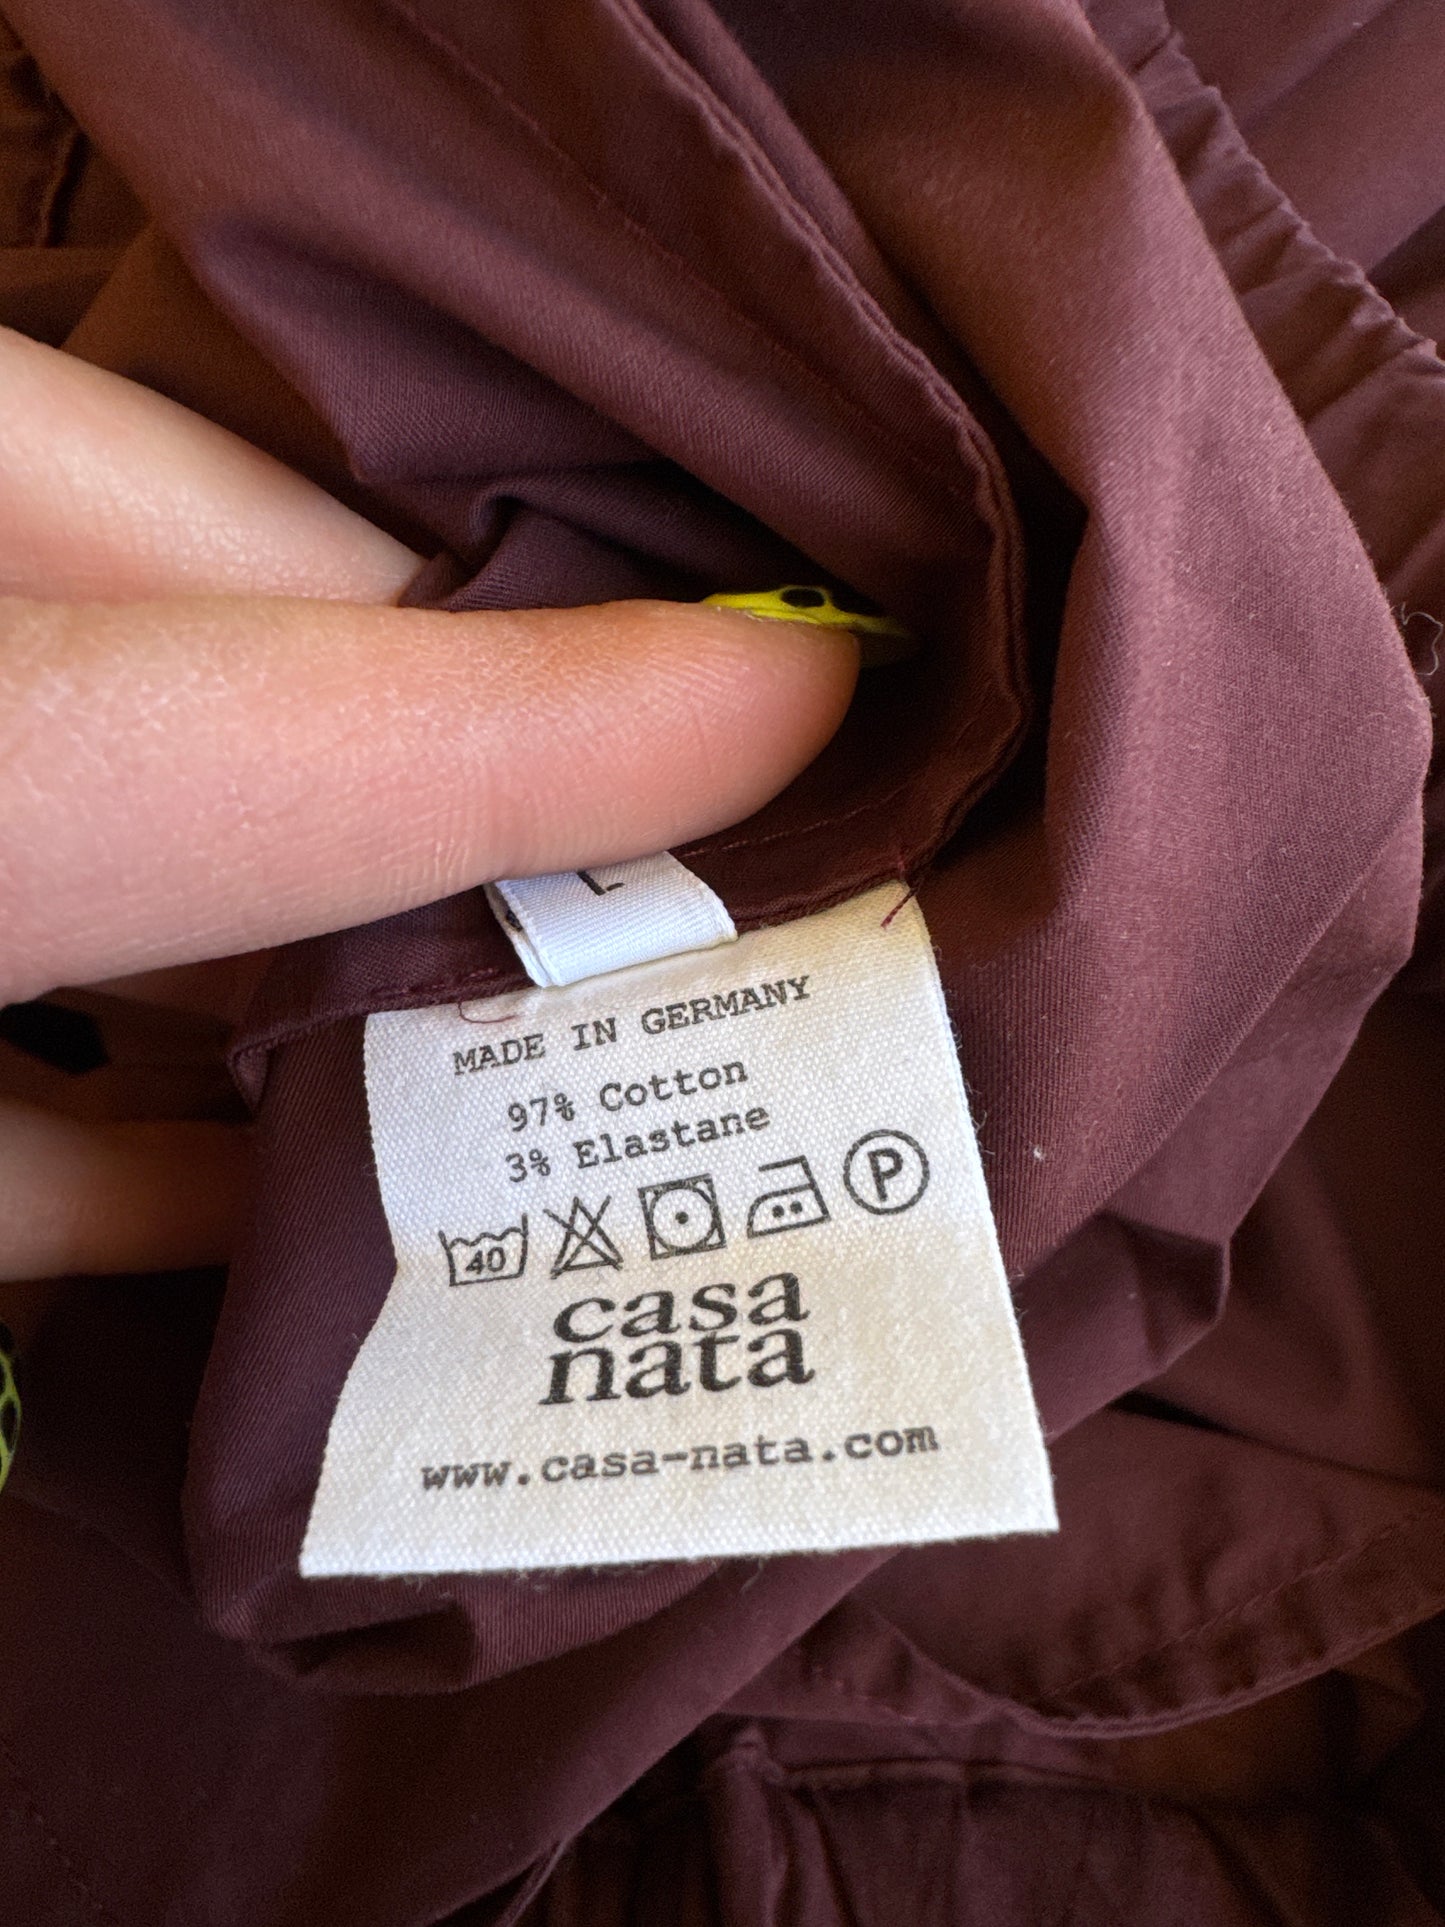 MADE IN GERMANY
97% Cotton
3% Elastane
40
P
casa
nata
www.casa-nata.com